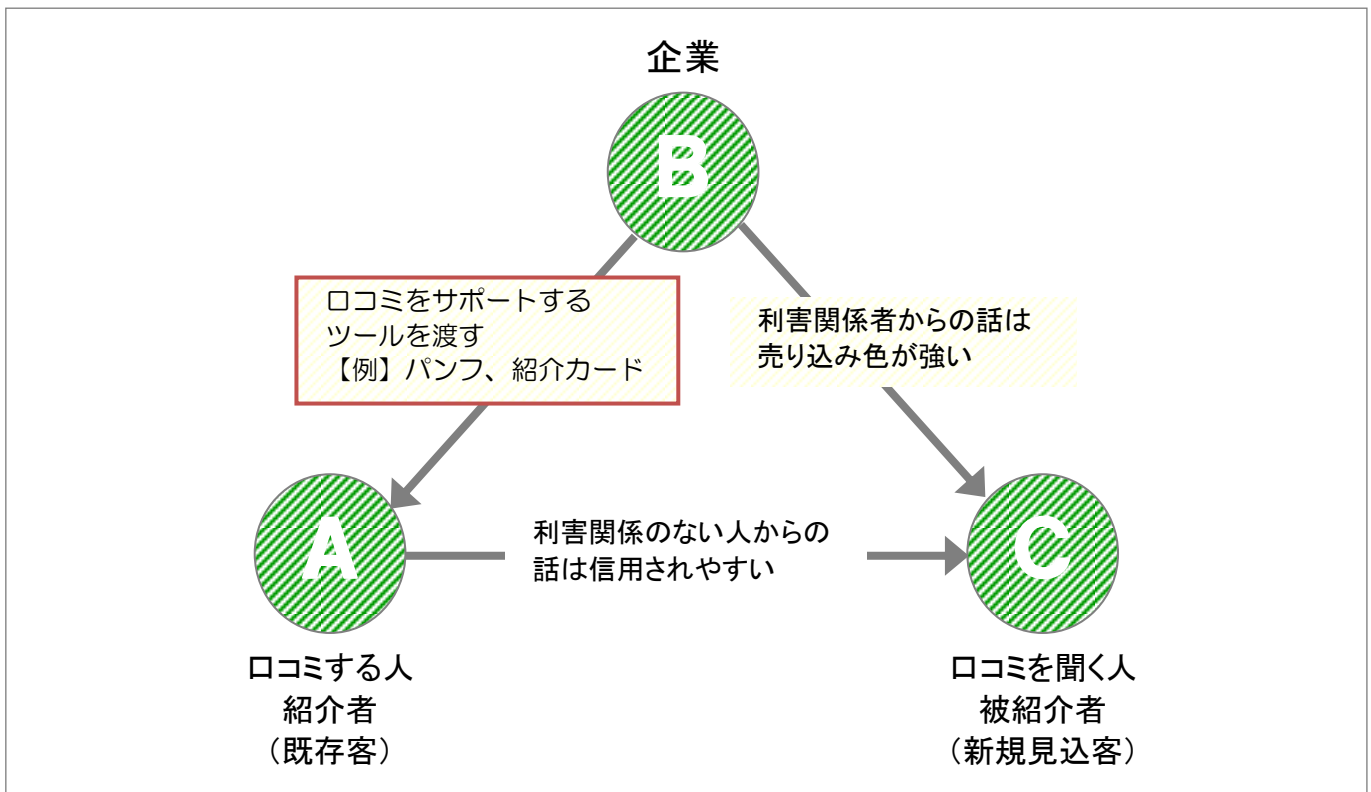 企業
B
口コミをサポートする
ツールを渡す
【例】パンフ、紹介カード
利害関係者からの話は
売り込み色が強い
A
利害関係のない人からの
話は信用されやすい
C
口コミする人
紹介者
（既存客）
口コミを聞く人
被紹介者
（新規見込客）